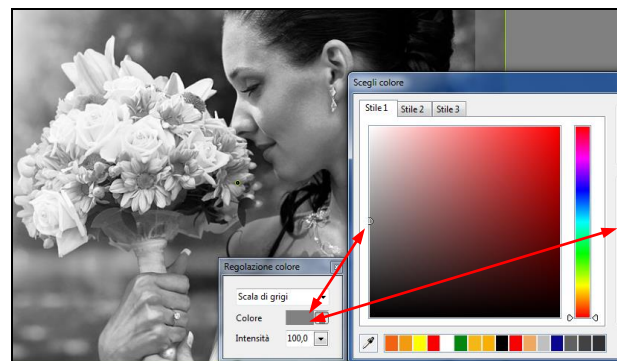 Scegli colore
Stile 1 Stile 2 Stile 3
Regolazione colore
Scala di grigi
Colore
Intensità 100,0